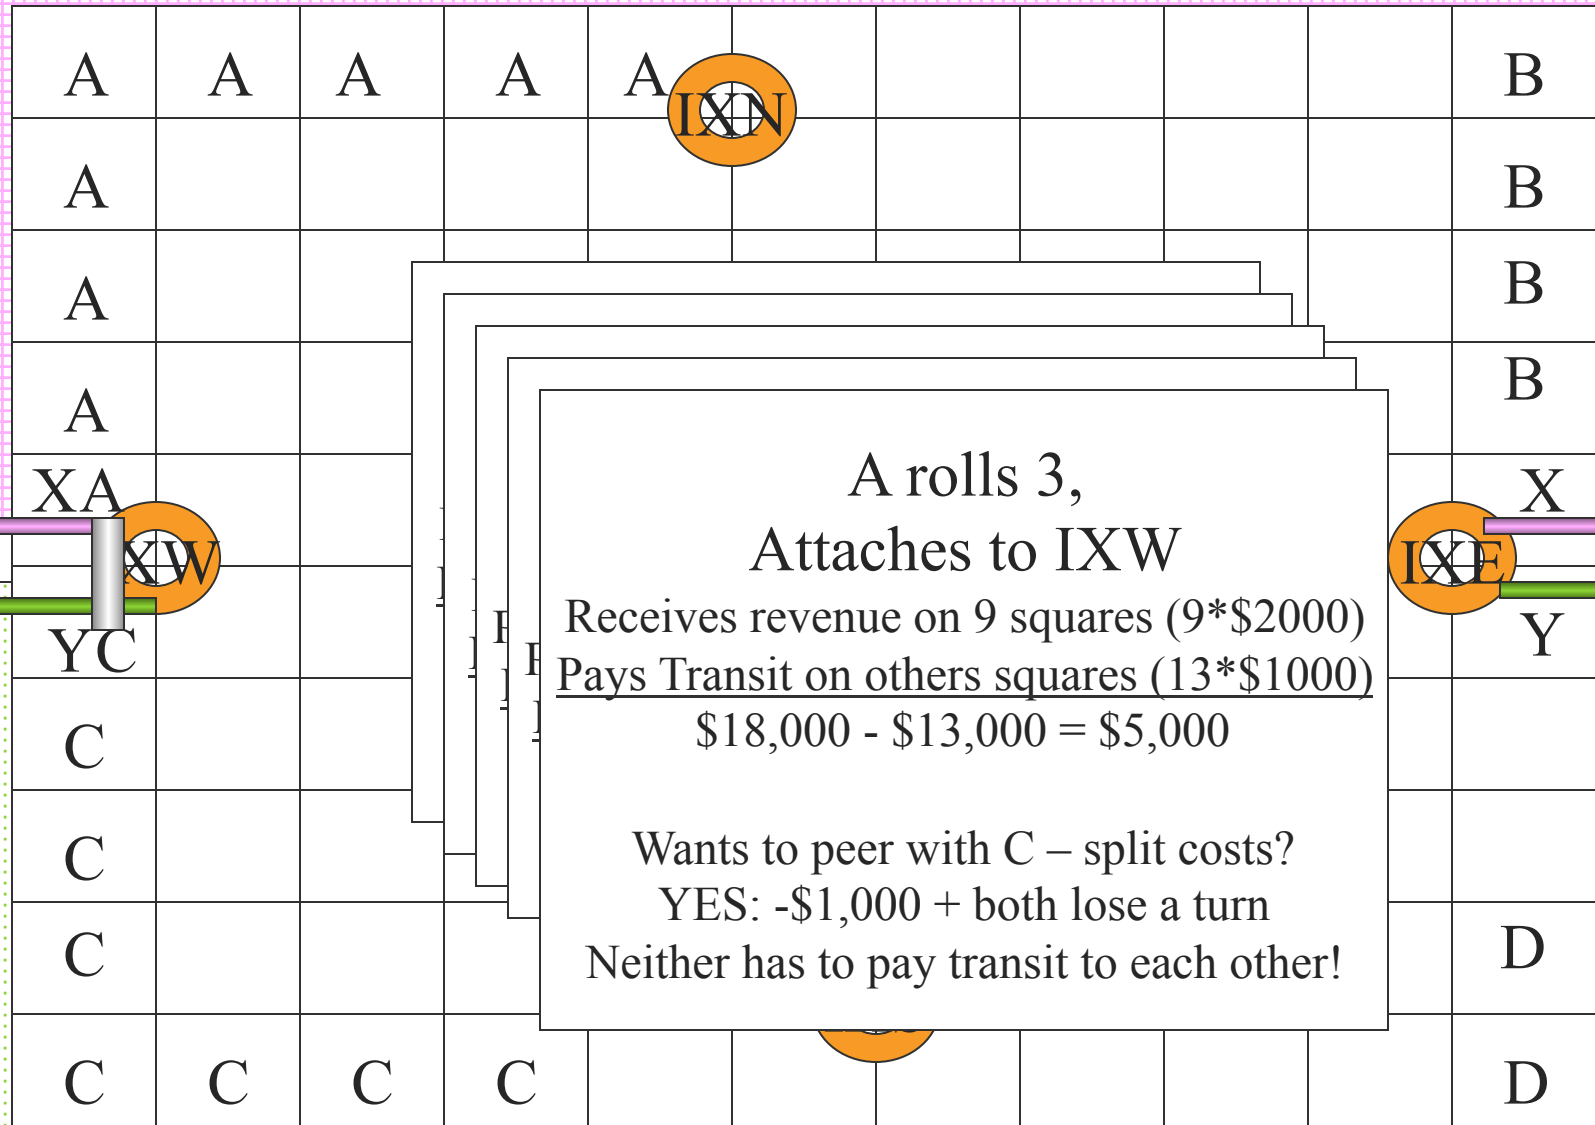 A A A A A B
IXN
A B
A B
A B
XA X
XW IXE
YC Y
C
C
C D
C C C C D
A rolls 3,
Attaches to IXW
Receives revenue on 9 squares (9*$2000)
Pays Transit on others squares (13*$1000)
$18,000 - $13,000 = $5,000
Wants to peer with C – split costs?
YES: -$1,000 + both lose a turn
Neither has to pay transit to each other!